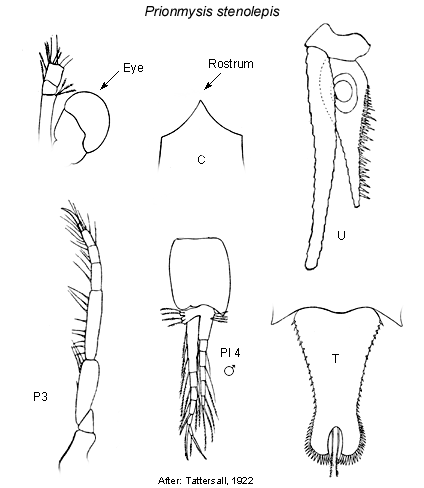 Prionmysis stenolepis
Eye
Rostrum
C
U
P3
Pl 4
♂
T
After: Tattersall, 1922